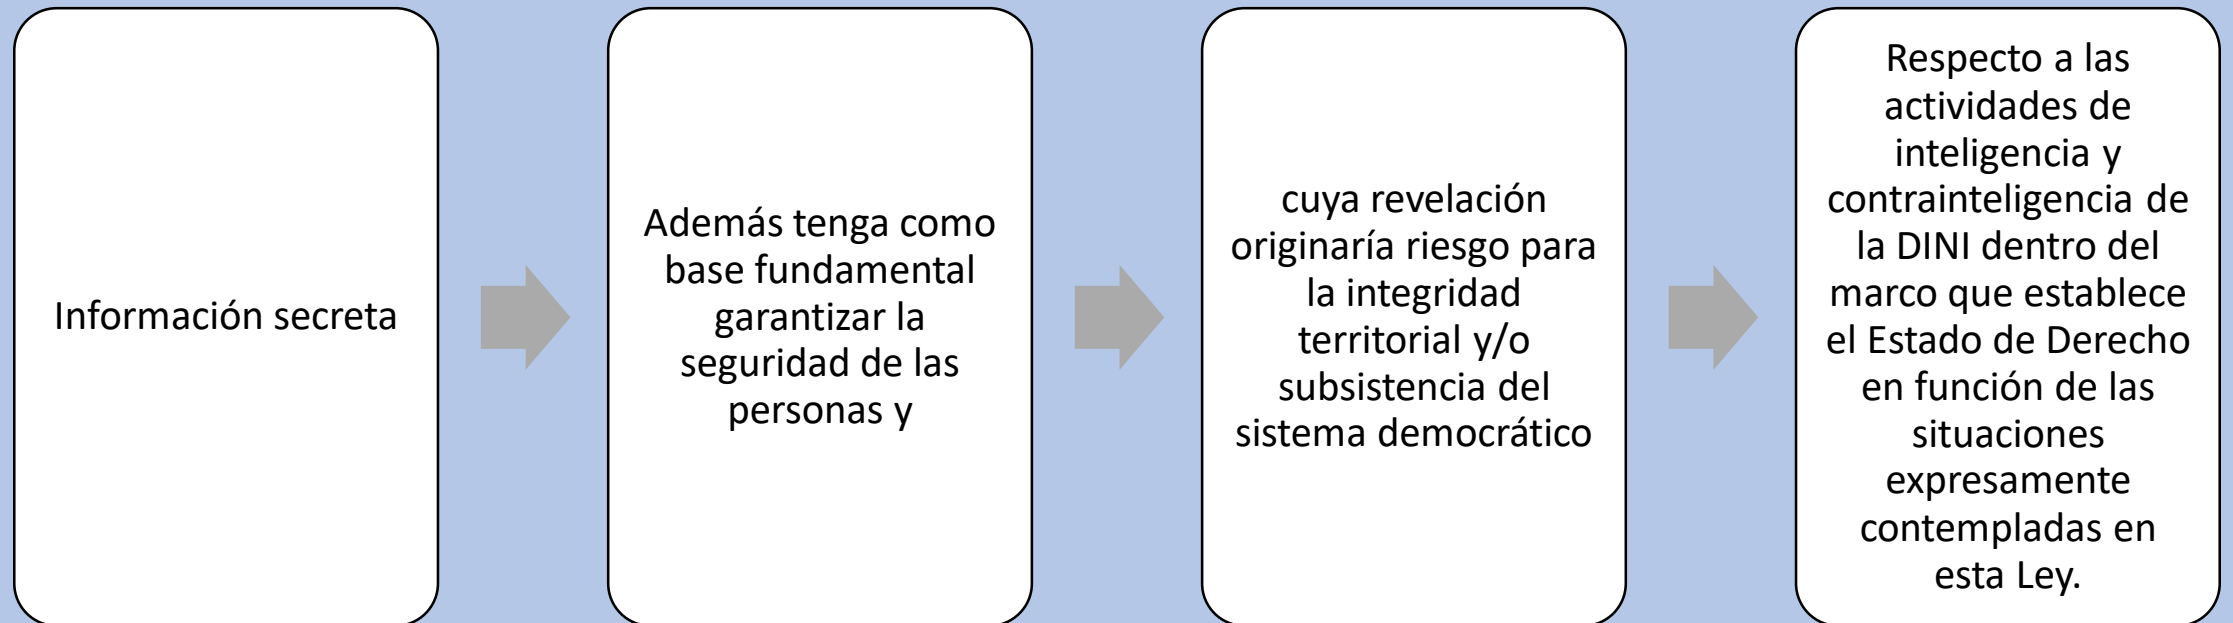 Información secreta
Además tenga como
base fundamental
garantizar la
seguridad de las
personas y
cuya revelación
originaría riesgo para
la integridad
territorial y/o
subsistencia del
sistema democrático
Respecto a las
actividades de
inteligencia y
contrainteligencia de
la DINI dentro del
marco que establece
el Estado de Derecho
en función de las
situaciones
expresamente
contempladas en
esta Ley.